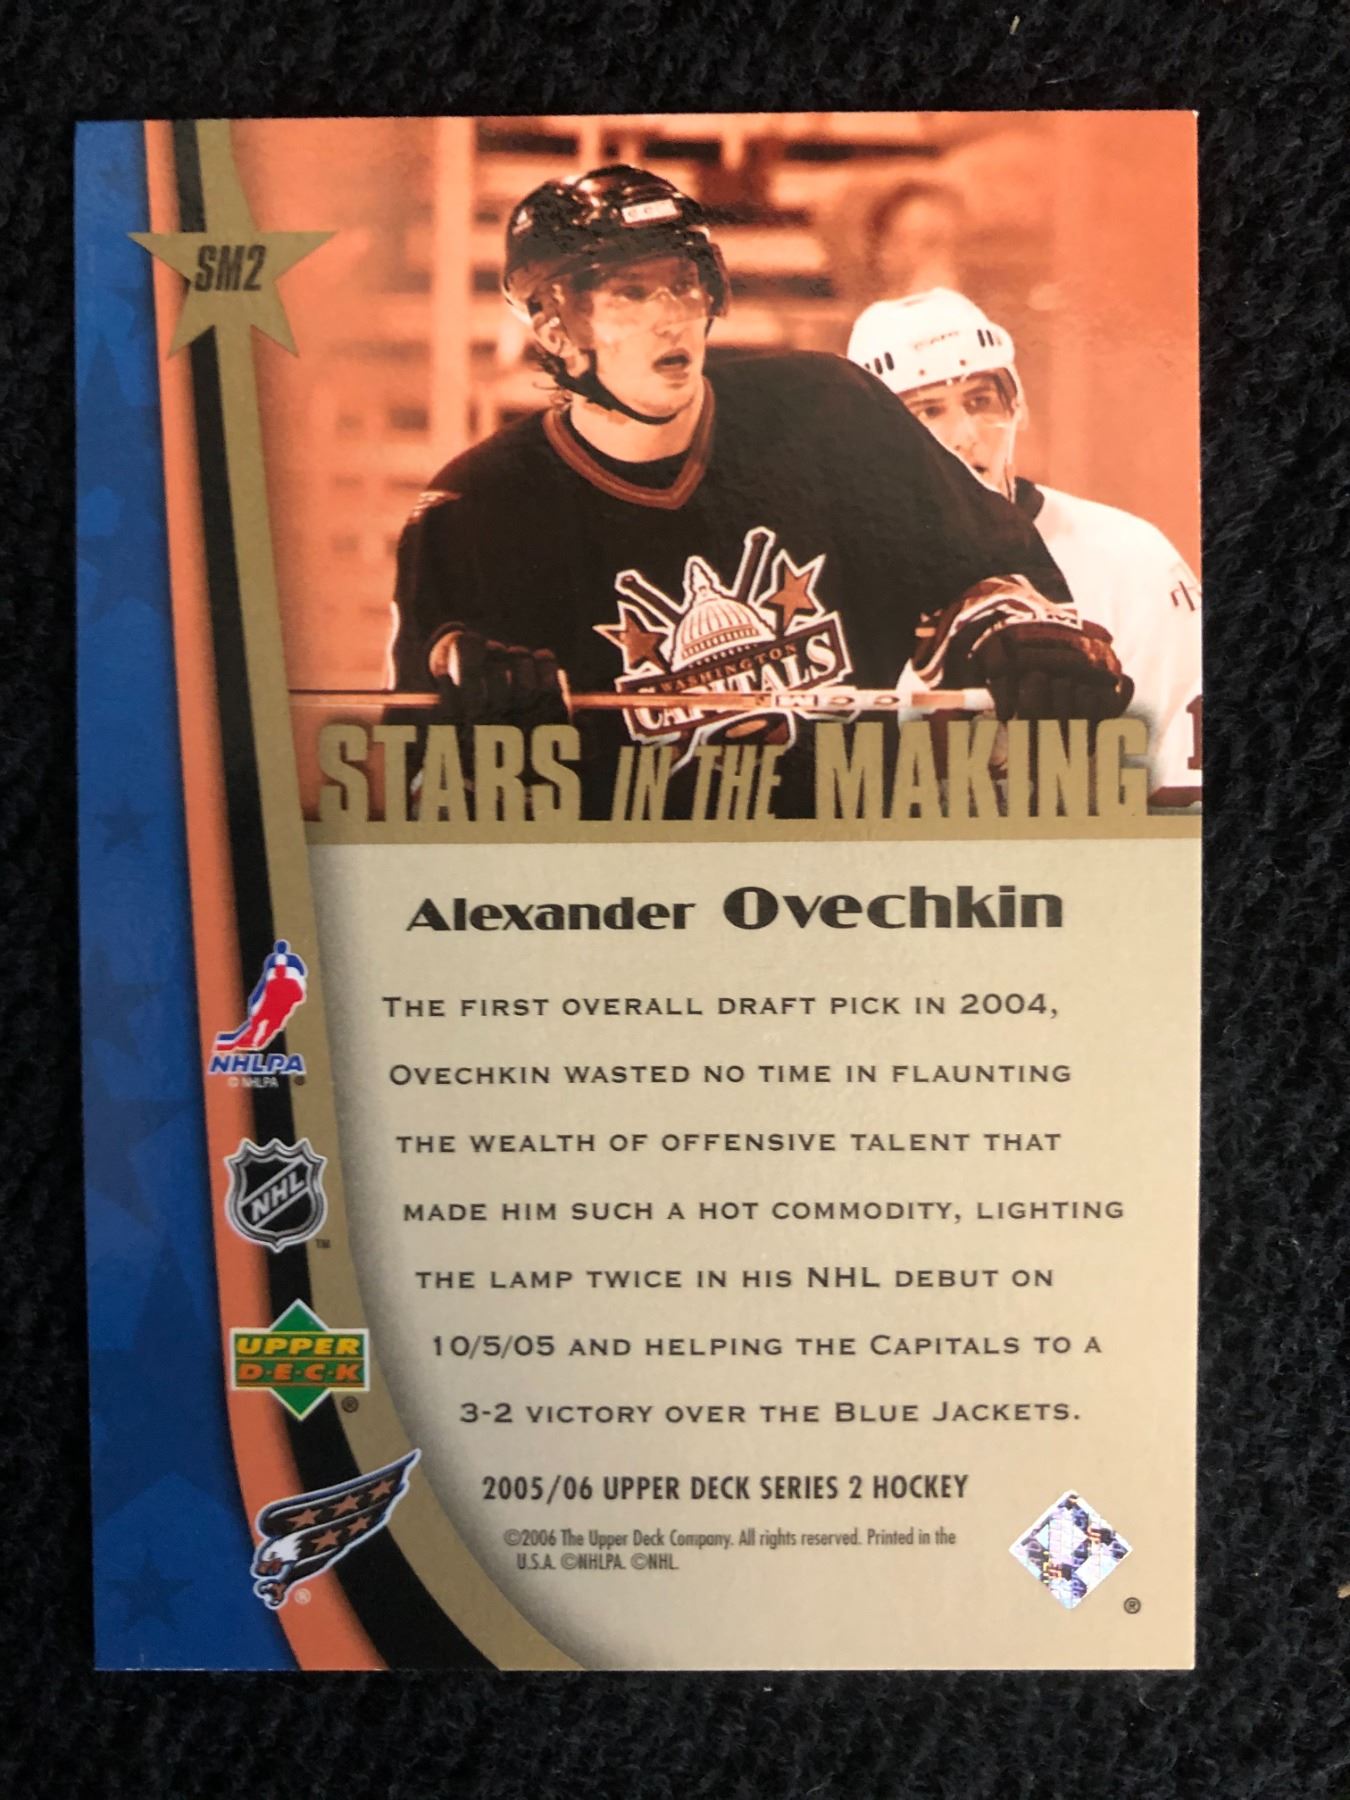 SM2
WASHINGTON
CAPITALS
STARS IN THE MAKING
Alexander Ovechkin
THE FIRST OVERALL DRAFT PICK IN 2004,
OVECHKIN WASTED NO TIME IN FLAUNTING
THE WEALTH OF OFFENSIVE TALENT THAT
MADE HIM SUCH A HOT COMMODITY, LIGHTING
THE LAMP TWICE IN HIS NHL DEBUT ON
10/5/05 AND HELPING THE CAPITALS TO A
3-2 VICTORY OVER THE BLUE JACKETS.
2005/06 UPPER DECK SERIES 2 HOCKEY
©2006 The Upper Deck Company. All rights reserved. Printed in the
U.S.A. ©NHLPA. ©NHL.
®
NHLPA
© NHLPA ®
NHL
TM
UPPER
D·E·C·K
®
®